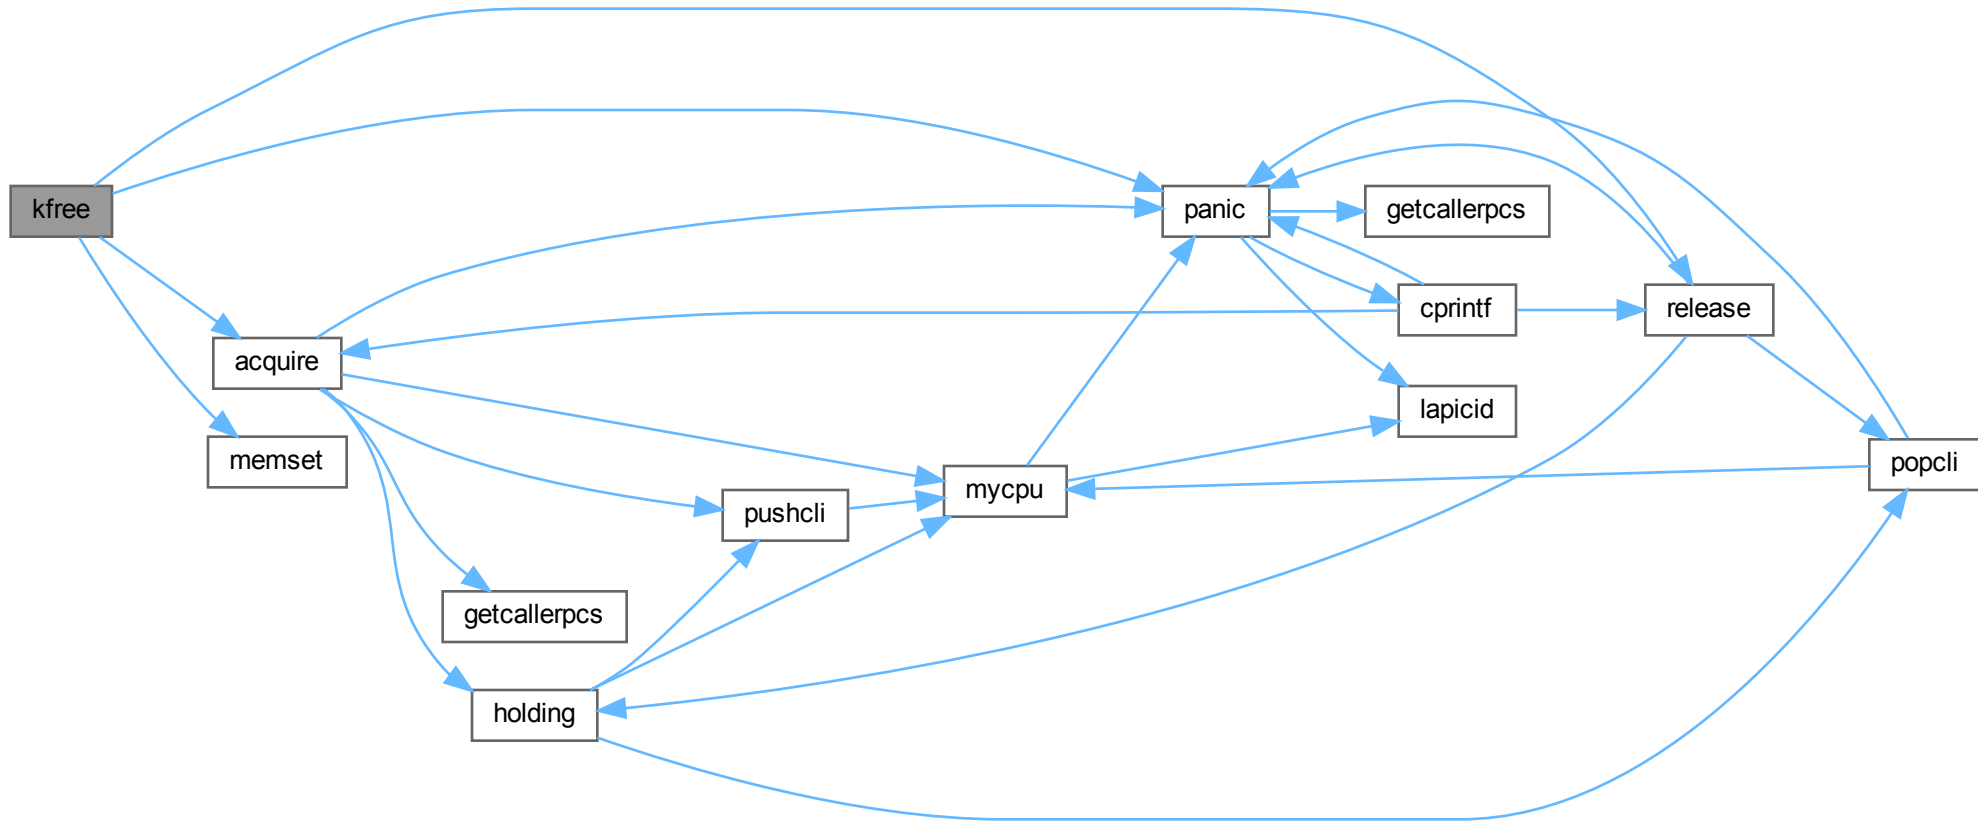 kfree
panic
getcallerpcs
cprintf
release
acquire
lapicid
memset
popcli
mycpu
pushcli
getcallerpcs
holding